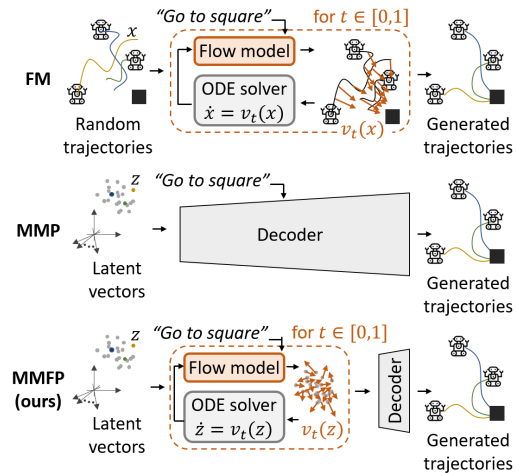 "Go to square"
for t ∈ [0,1]
x
Flow model
FM
ODE solver
ẋ = v_t(x)
v_t(x)
Random
trajectories
Generated
trajectories
"Go to square"
z
MMP
Decoder
Latent
vectors
Generated
trajectories
"Go to square"
for t ∈ [0,1]
z
Flow model
MMFP
(ours)
ODE solver
ż = v_t(z)
v_t(z)
Decoder
Latent
vectors
Generated
trajectories